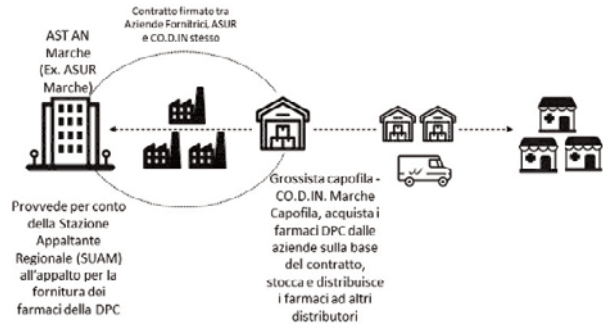 Contratto firmato tra
Aziende Fornitrici, ASUR
e CO.D.IN stesso
AST AN
Marche
(Ex. ASUR
Marche)
Provvede per conto
della Stazione
Appaltante
Regionale (SUAM)
all'appalto per la
fornitura dei
farmaci della DPC
Grossista capofila -
CO.D.IN. Marche
Capofila, acquista i
farmaci DPC dalle
aziende sulla base
del contratto,
stocca e distribuisce
i farmaci ad altri
distributori